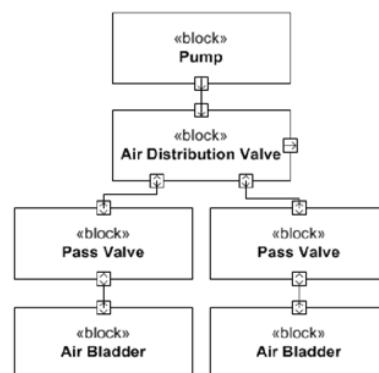 «block»
Pump
«block»
Air Distribution Valve
«block»
Pass Valve
«block»
Pass Valve
«block»
Air Bladder
«block»
Air Bladder